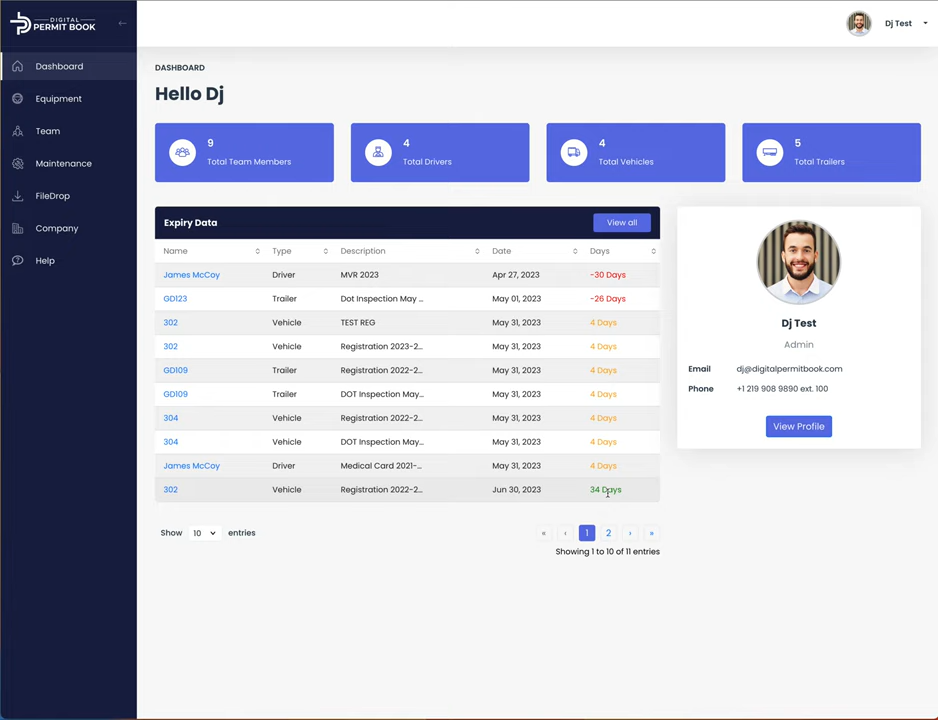 DIGITAL
PERMIT BOOK
Dj Test
Dashboard
Equipment
Team
Maintenance
FileDrop
Company
Help
DASHBOARD
Hello Dj
9
Total Team Members
4
Total Drivers
4
Total Vehicles
5
Total Trailers
Expiry Data
View all
Name Type Description Date Days
James McCoy Driver MVR 2023 Apr 27, 2023 -30 Days
GD123 Trailer Dot Inspection May ... May 01, 2023 -26 Days
302 Vehicle TEST REG May 31, 2023 4 Days
302 Vehicle Registration 2023-2... May 31, 2023 4 Days
GD109 Trailer Registration 2022-2... May 31, 2023 4 Days
GD109 Trailer DOT Inspection May... May 31, 2023 4 Days
304 Vehicle Registration 2022-2... May 31, 2023 4 Days
304 Vehicle DOT Inspection May... May 31, 2023 4 Days
James McCoy Driver Medical Card 2021-... May 31, 2023 4 Days
302 Vehicle Registration 2022-2... Jun 30, 2023 34 Days
Show 10 entries
« ‹ 1 2 › »
Showing 1 to 10 of 11 entries
Dj Test
Admin
Email dj@digitalpermitbook.com
Phone +1 219 908 9890 ext. 100
View Profile